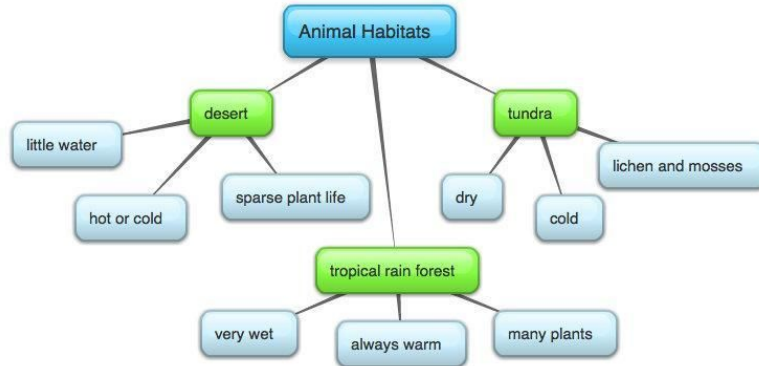 Animal Habitats
desert
tundra
little water
hot or cold
sparse plant life
dry
cold
lichen and mosses
tropical rain forest
very wet
always warm
many plants